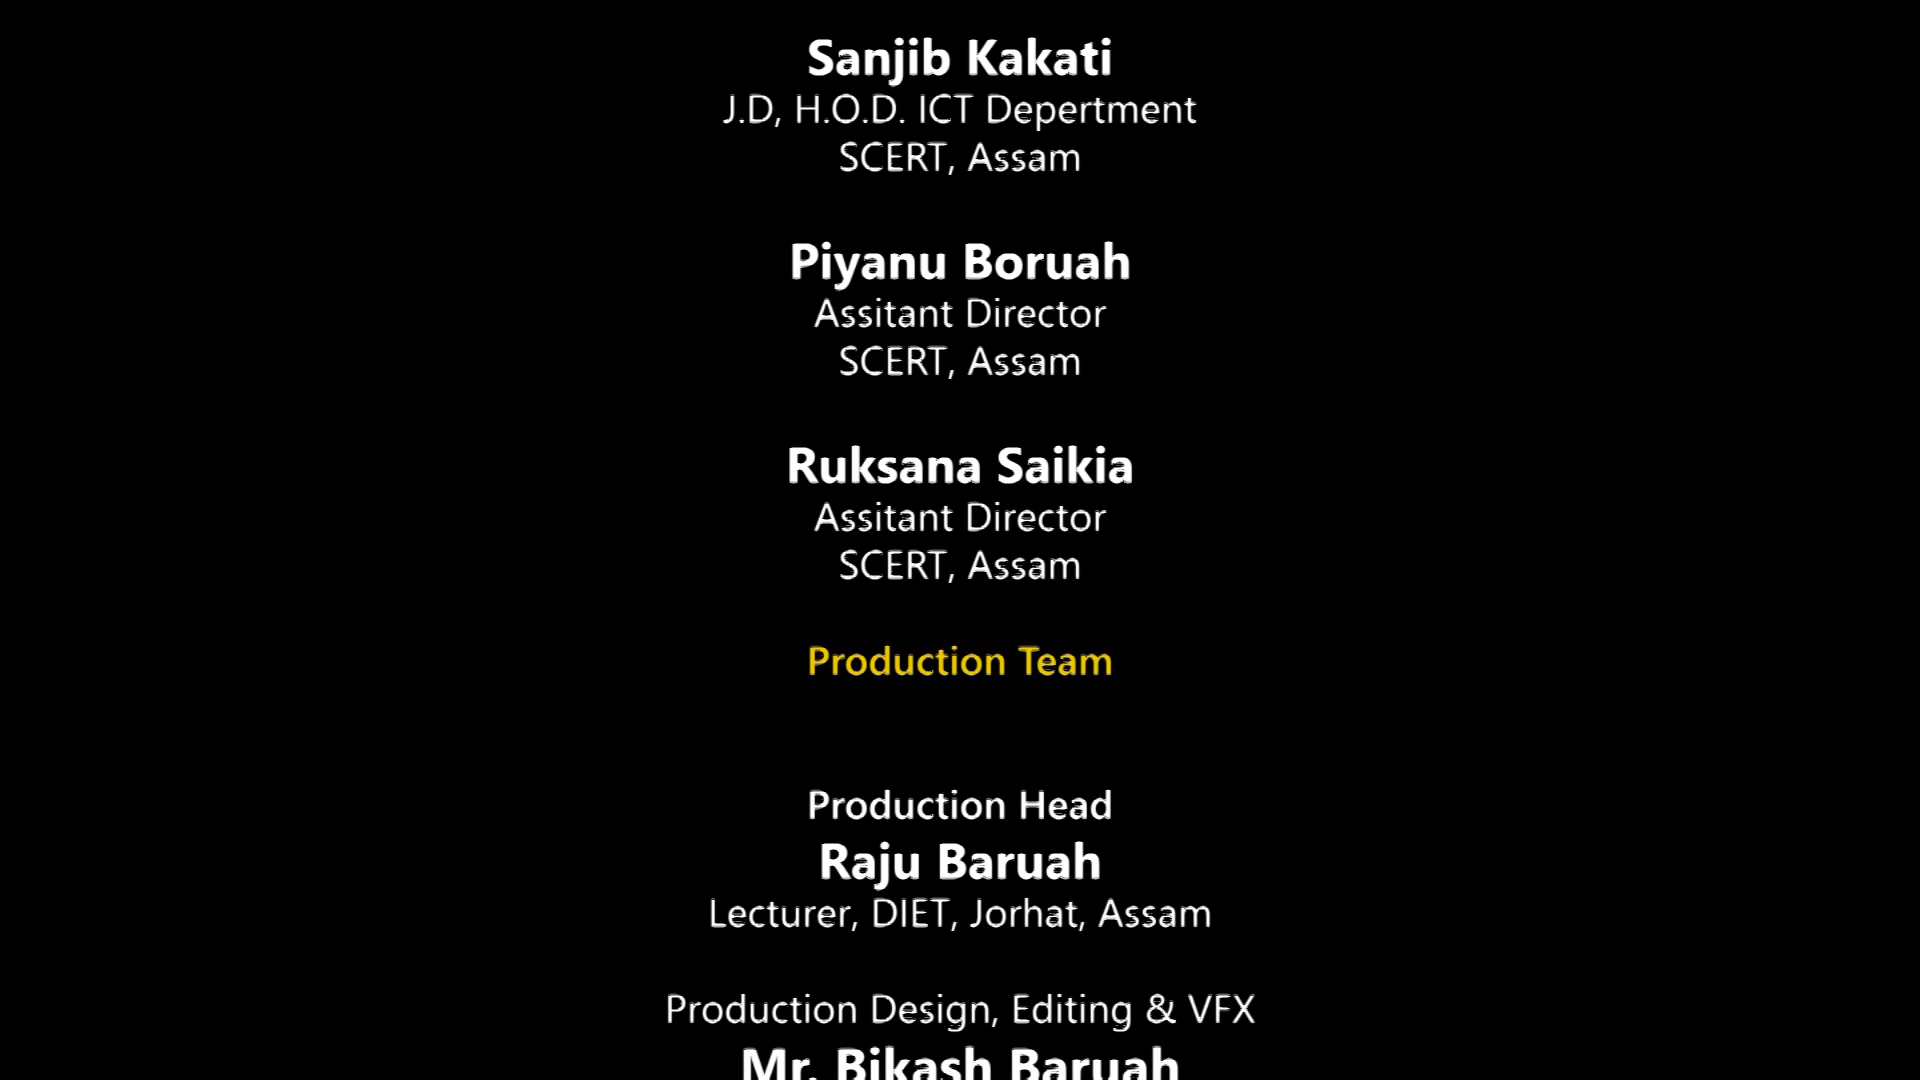 Sanjib Kakati
J.D, H.O.D. ICT Depertment
SCERT, Assam
Piyanu Boruah
Assitant Director
SCERT, Assam
Ruksana Saikia
Assitant Director
SCERT, Assam
Production Team
Production Head
Raju Baruah
Lecturer, DIET, Jorhat, Assam
Production Design, Editing & VFX
Mr. Bikash Baruah